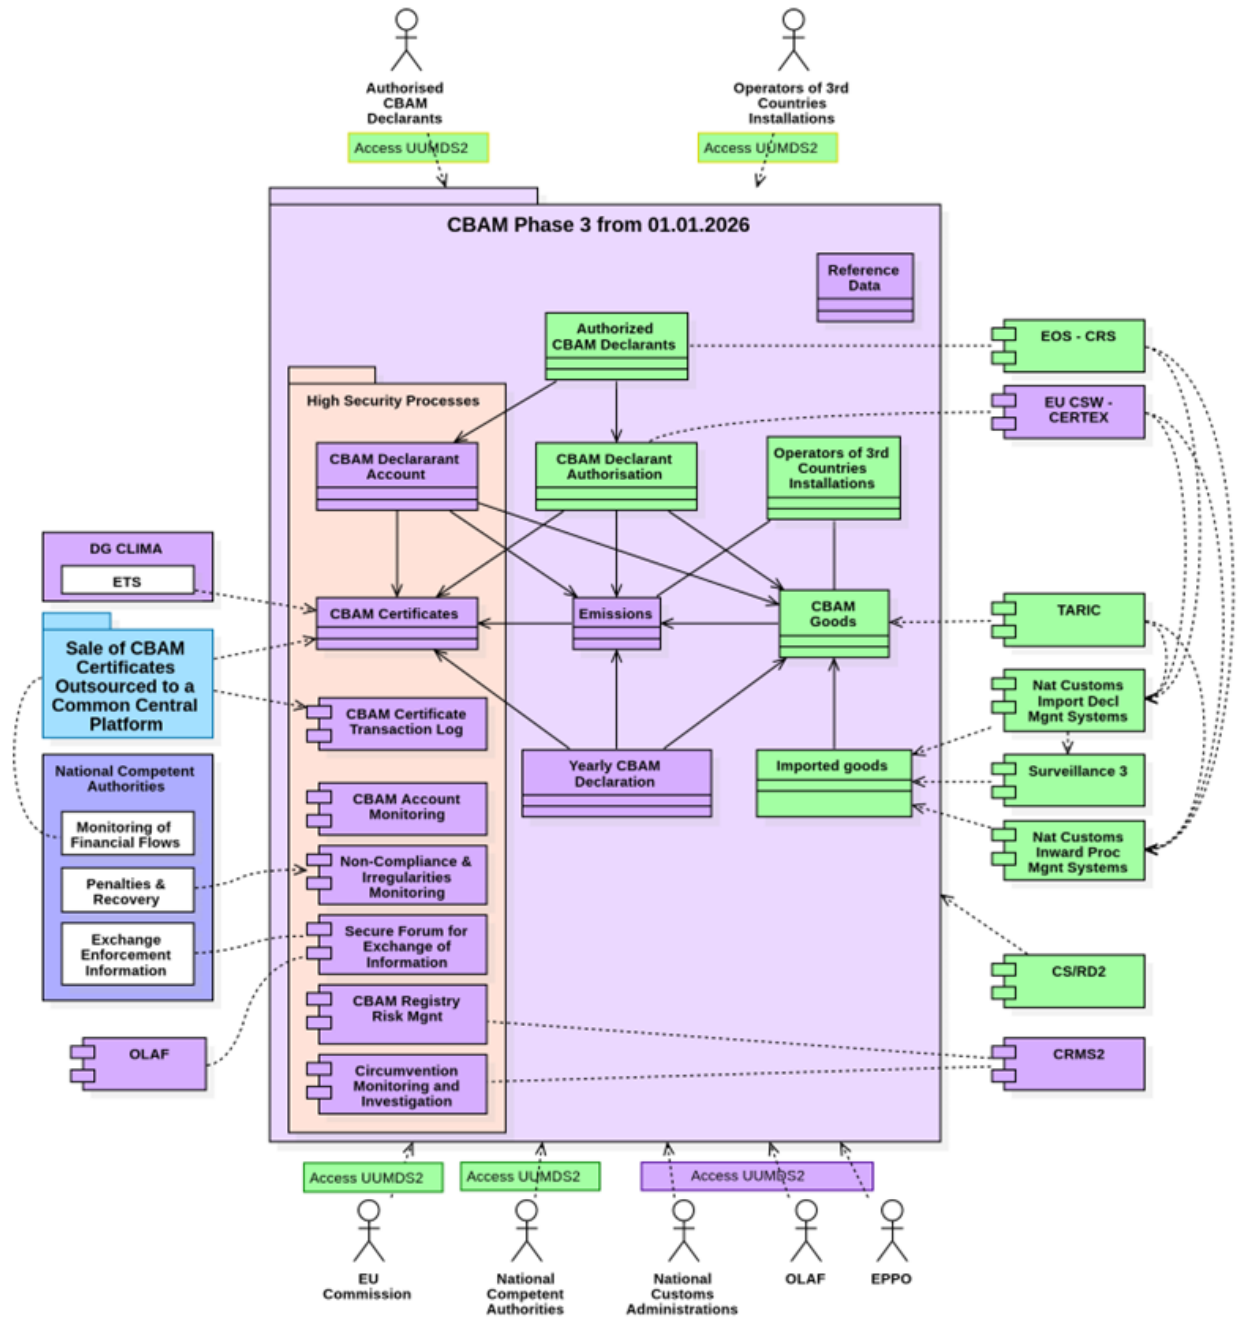 Authorised
CBAM
Declarants
Access UUMDS2
Operators of 3rd
Countries
Installations
Access UUMDS2
CBAM Phase 3 from 01.01.2026
Reference
Data
Authorized
CBAM Declarants
High Security Processes
CBAM Declararant
Account
CBAM Declarant
Authorisation
Operators of 3rd
Countries
Installations
CBAM Certificates
Emissions
CBAM
Goods
CBAM Certificate
Transaction Log
Yearly CBAM
Declaration
Imported goods
CBAM Account
Monitoring
Non-Compliance &
Irregularities
Monitoring
Secure Forum for
Exchange of
Information
CBAM Registry
Risk Mgnt
Circumvention
Monitoring and
Investigation
DG CLIMA
ETS
Sale of CBAM
Certificates
Outsourced to a
Common Central
Platform
National Competent
Authorities
Monitoring of
Financial Flows
Penalties &
Recovery
Exchange
Enforcement
Information
OLAF
EOS - CRS
EU CSW -
CERTEX
TARIC
Nat Customs
Import Decl
Mgnt Systems
Surveillance 3
Nat Customs
Inward Proc
Mgnt Systems
CS/RD2
CRMS2
Access UUMDS2
Access UUMDS2
Access UUMDS2
EU
Commission
National
Competent
Authorities
National
Customs
Administrations
OLAF
EPPO